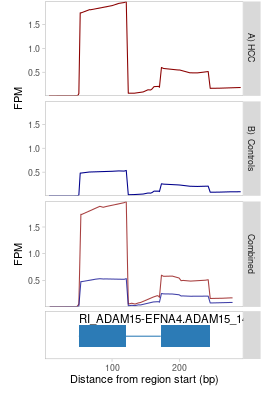 1.5
1.0
0.5
A) HCC
FPM
1.5
1.0
0.5
B) Controls
1.5
1.0
0.5
Combined
FPM
RI_ADAM15-EFNA4.ADAM15_14
100
200
Distance from region start (bp)